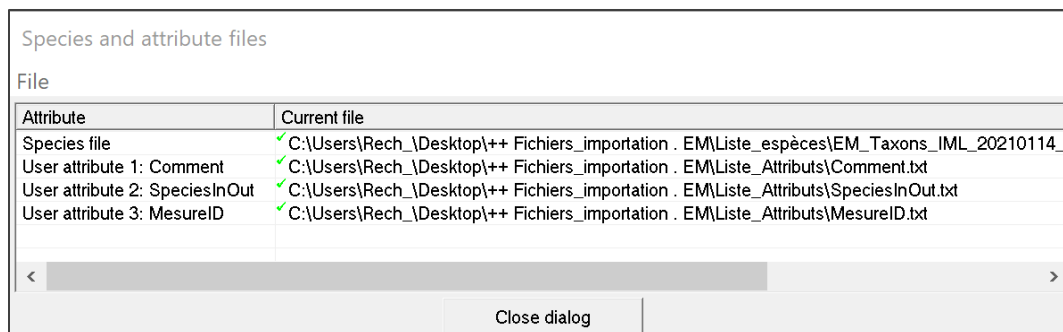 Species and attribute files
File
Attribute Current file
Species file C:\Users\Rech_\Desktop\++ Fichiers_importation . EM\Liste_espèces\EM_Taxons_IML_20210114_
User attribute 1: Comment C:\Users\Rech_\Desktop\++ Fichiers_importation . EM\Liste_Attributs\Comment.txt
User attribute 2: SpeciesInOut C:\Users\Rech_\Desktop\++ Fichiers_importation . EM\Liste_Attributs\SpeciesInOut.txt
User attribute 3: MesureID C:\Users\Rech_\Desktop\++ Fichiers_importation . EM\Liste_Attributs\MesureID.txt
Close dialog